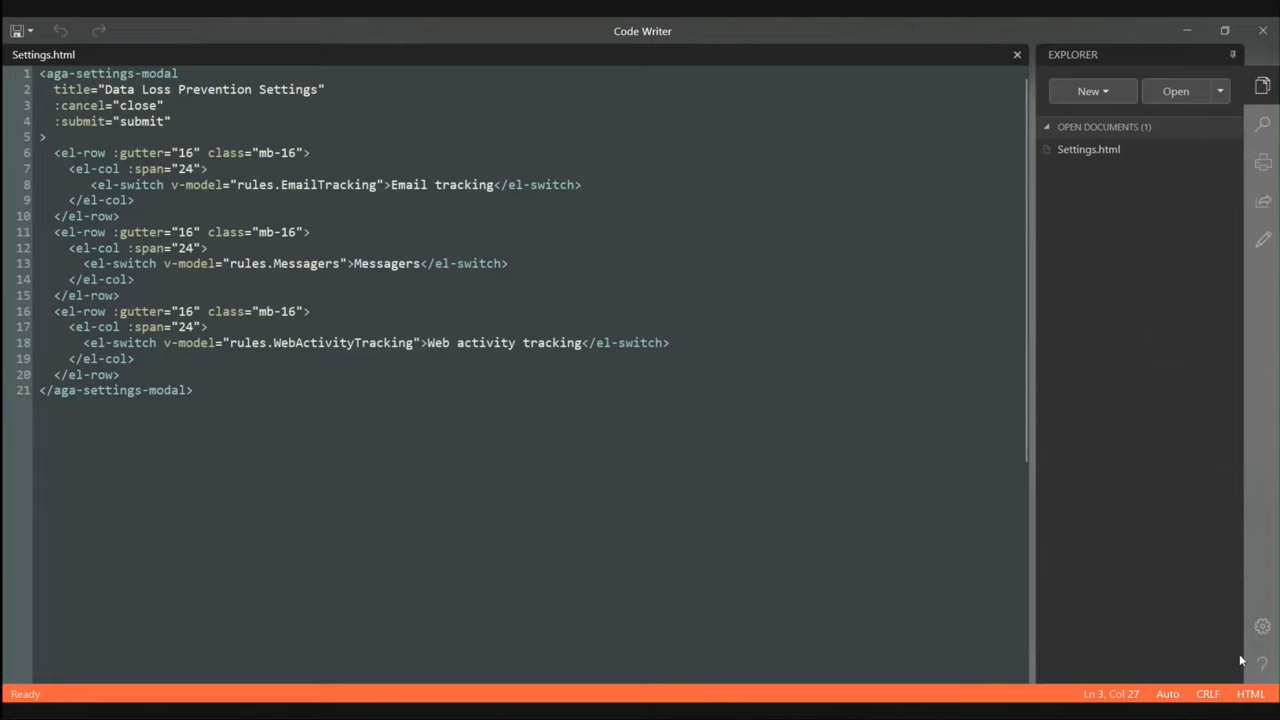 Code Writer
Settings.html
EXPLORER
New
Open
OPEN DOCUMENTS (1)
Settings.html
1 <aga-settings-modal
2 title="Data Loss Prevention Settings"
3 :cancel="close"
4 :submit="submit"
5 >
6 <el-row :gutter="16" class="mb-16">
7 <el-col :span="24">
8 <el-switch v-model="rules.EmailTracking">Email tracking</el-switch>
9 </el-col>
10 </el-row>
11 <el-row :gutter="16" class="mb-16">
12 <el-col :span="24">
13 <el-switch v-model="rules.Messagers">Messagers</el-switch>
14 </el-col>
15 </el-row>
16 <el-row :gutter="16" class="mb-16">
17 <el-col :span="24">
18 <el-switch v-model="rules.WebActivityTracking">Web activity tracking</el-switch>
19 </el-col>
20 </el-row>
21 </aga-settings-modal>
Ready
Ln 3, Col 27 Auto CRLF HTML